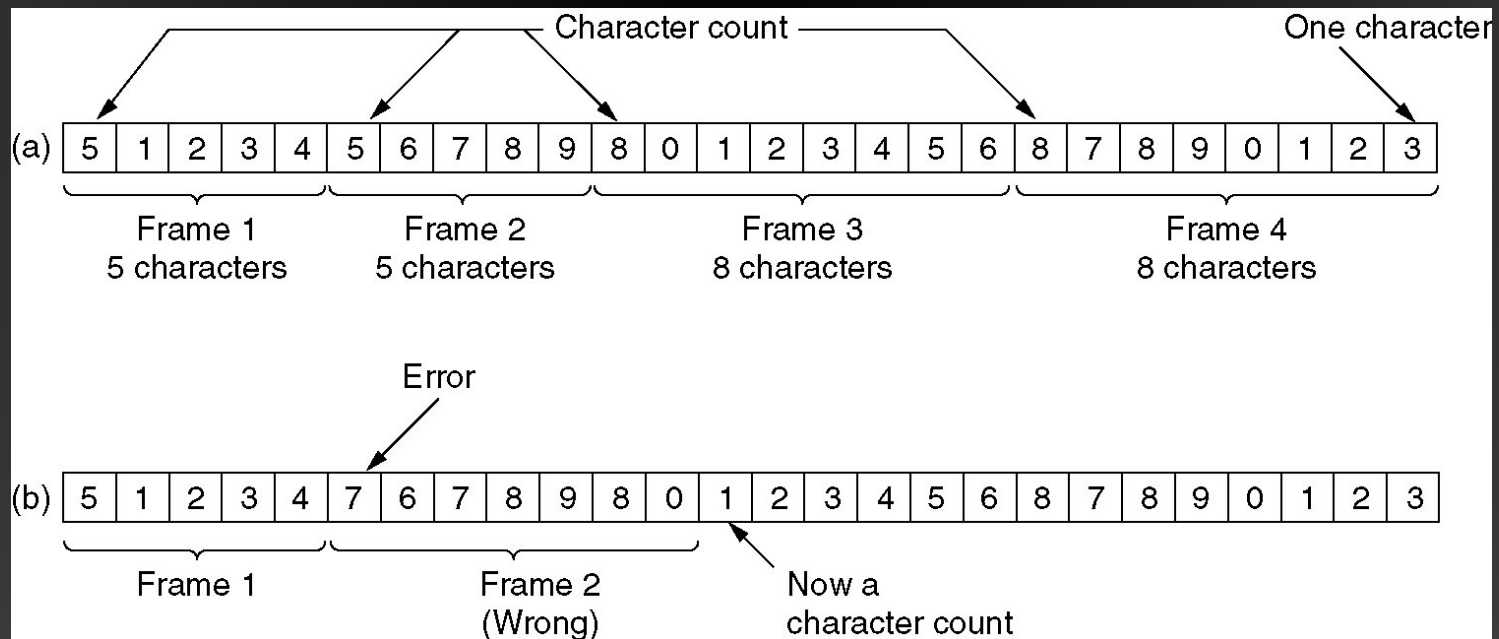 Character count
One character
(a) 5 1 2 3 4 5 6 7 8 9 8 0 1 2 3 4 5 6 8 7 8 9 0 1 2 3
Frame 1
5 characters
Frame 2
5 characters
Frame 3
8 characters
Frame 4
8 characters
Error
(b) 5 1 2 3 4 7 6 7 8 9 8 0 1 2 3 4 5 6 8 7 8 9 0 1 2 3
Frame 1
Frame 2
(Wrong)
Now a
character count